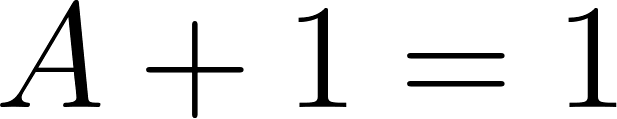 A + 1 = 1